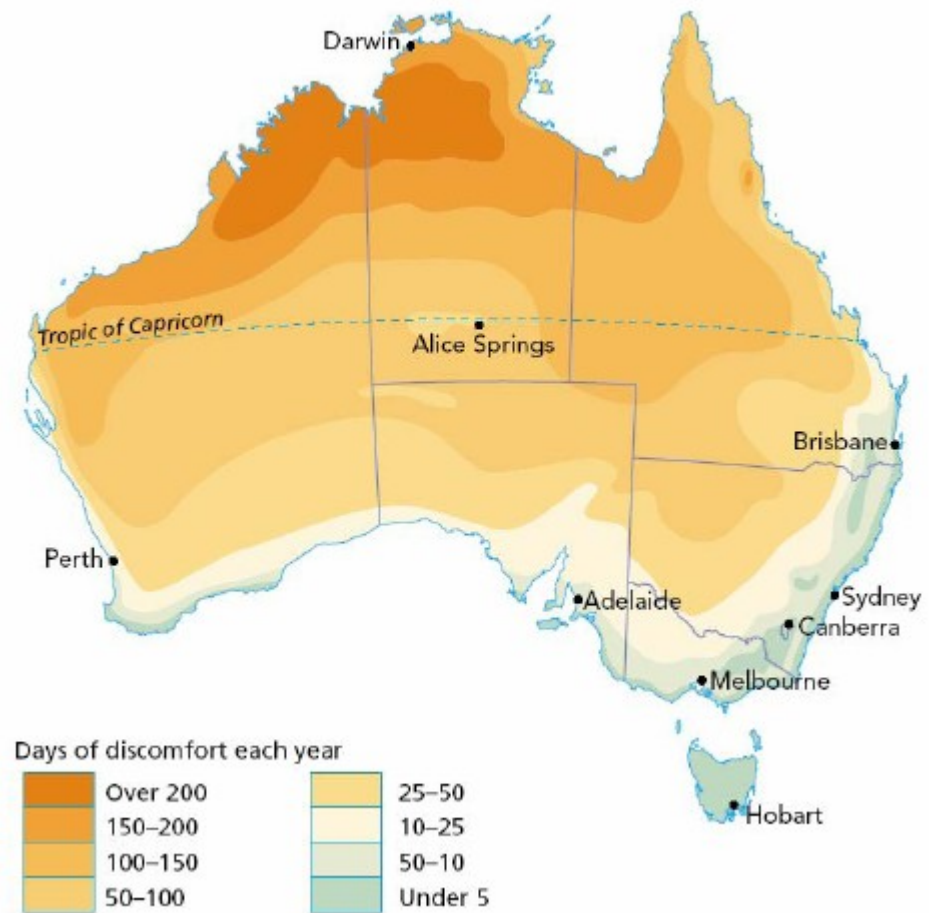 Darwin
Tropic of Capricorn
Alice Springs
Brisbane
Perth
Adelaide
Sydney
Canberra
Melbourne
Hobart
Days of discomfort each year
Over 200
150–200
100–150
50–100
25–50
10–25
50–10
Under 5